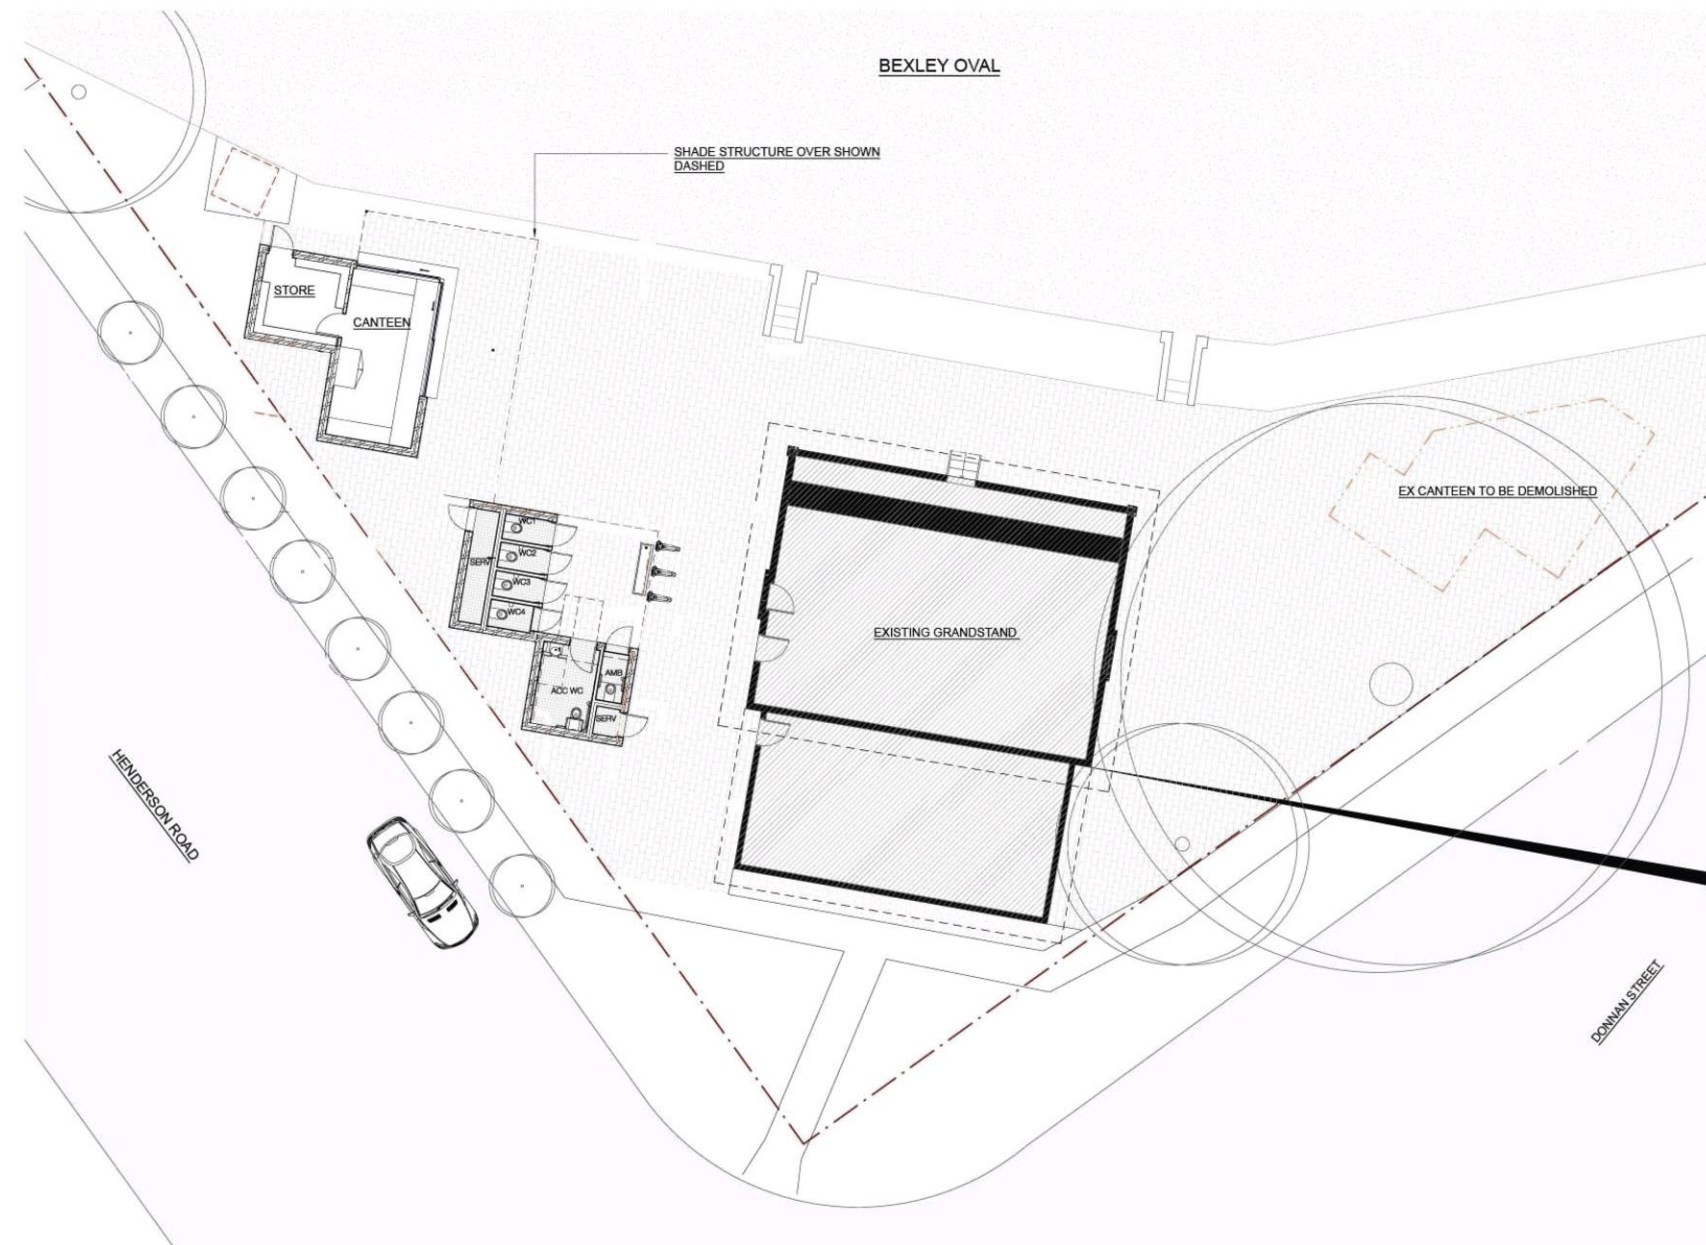 BEXLEY OVAL
SHADE STRUCTURE OVER SHOWN
DASHED
STORE
CANTEEN
EX CANTEEN TO BE DEMOLISHED
WC1
WC2
SERV
WC3
WC4
EXISTING GRANDSTAND
AMB
ACC WC
SERV
HENDERSON ROAD
DONNAN STREET